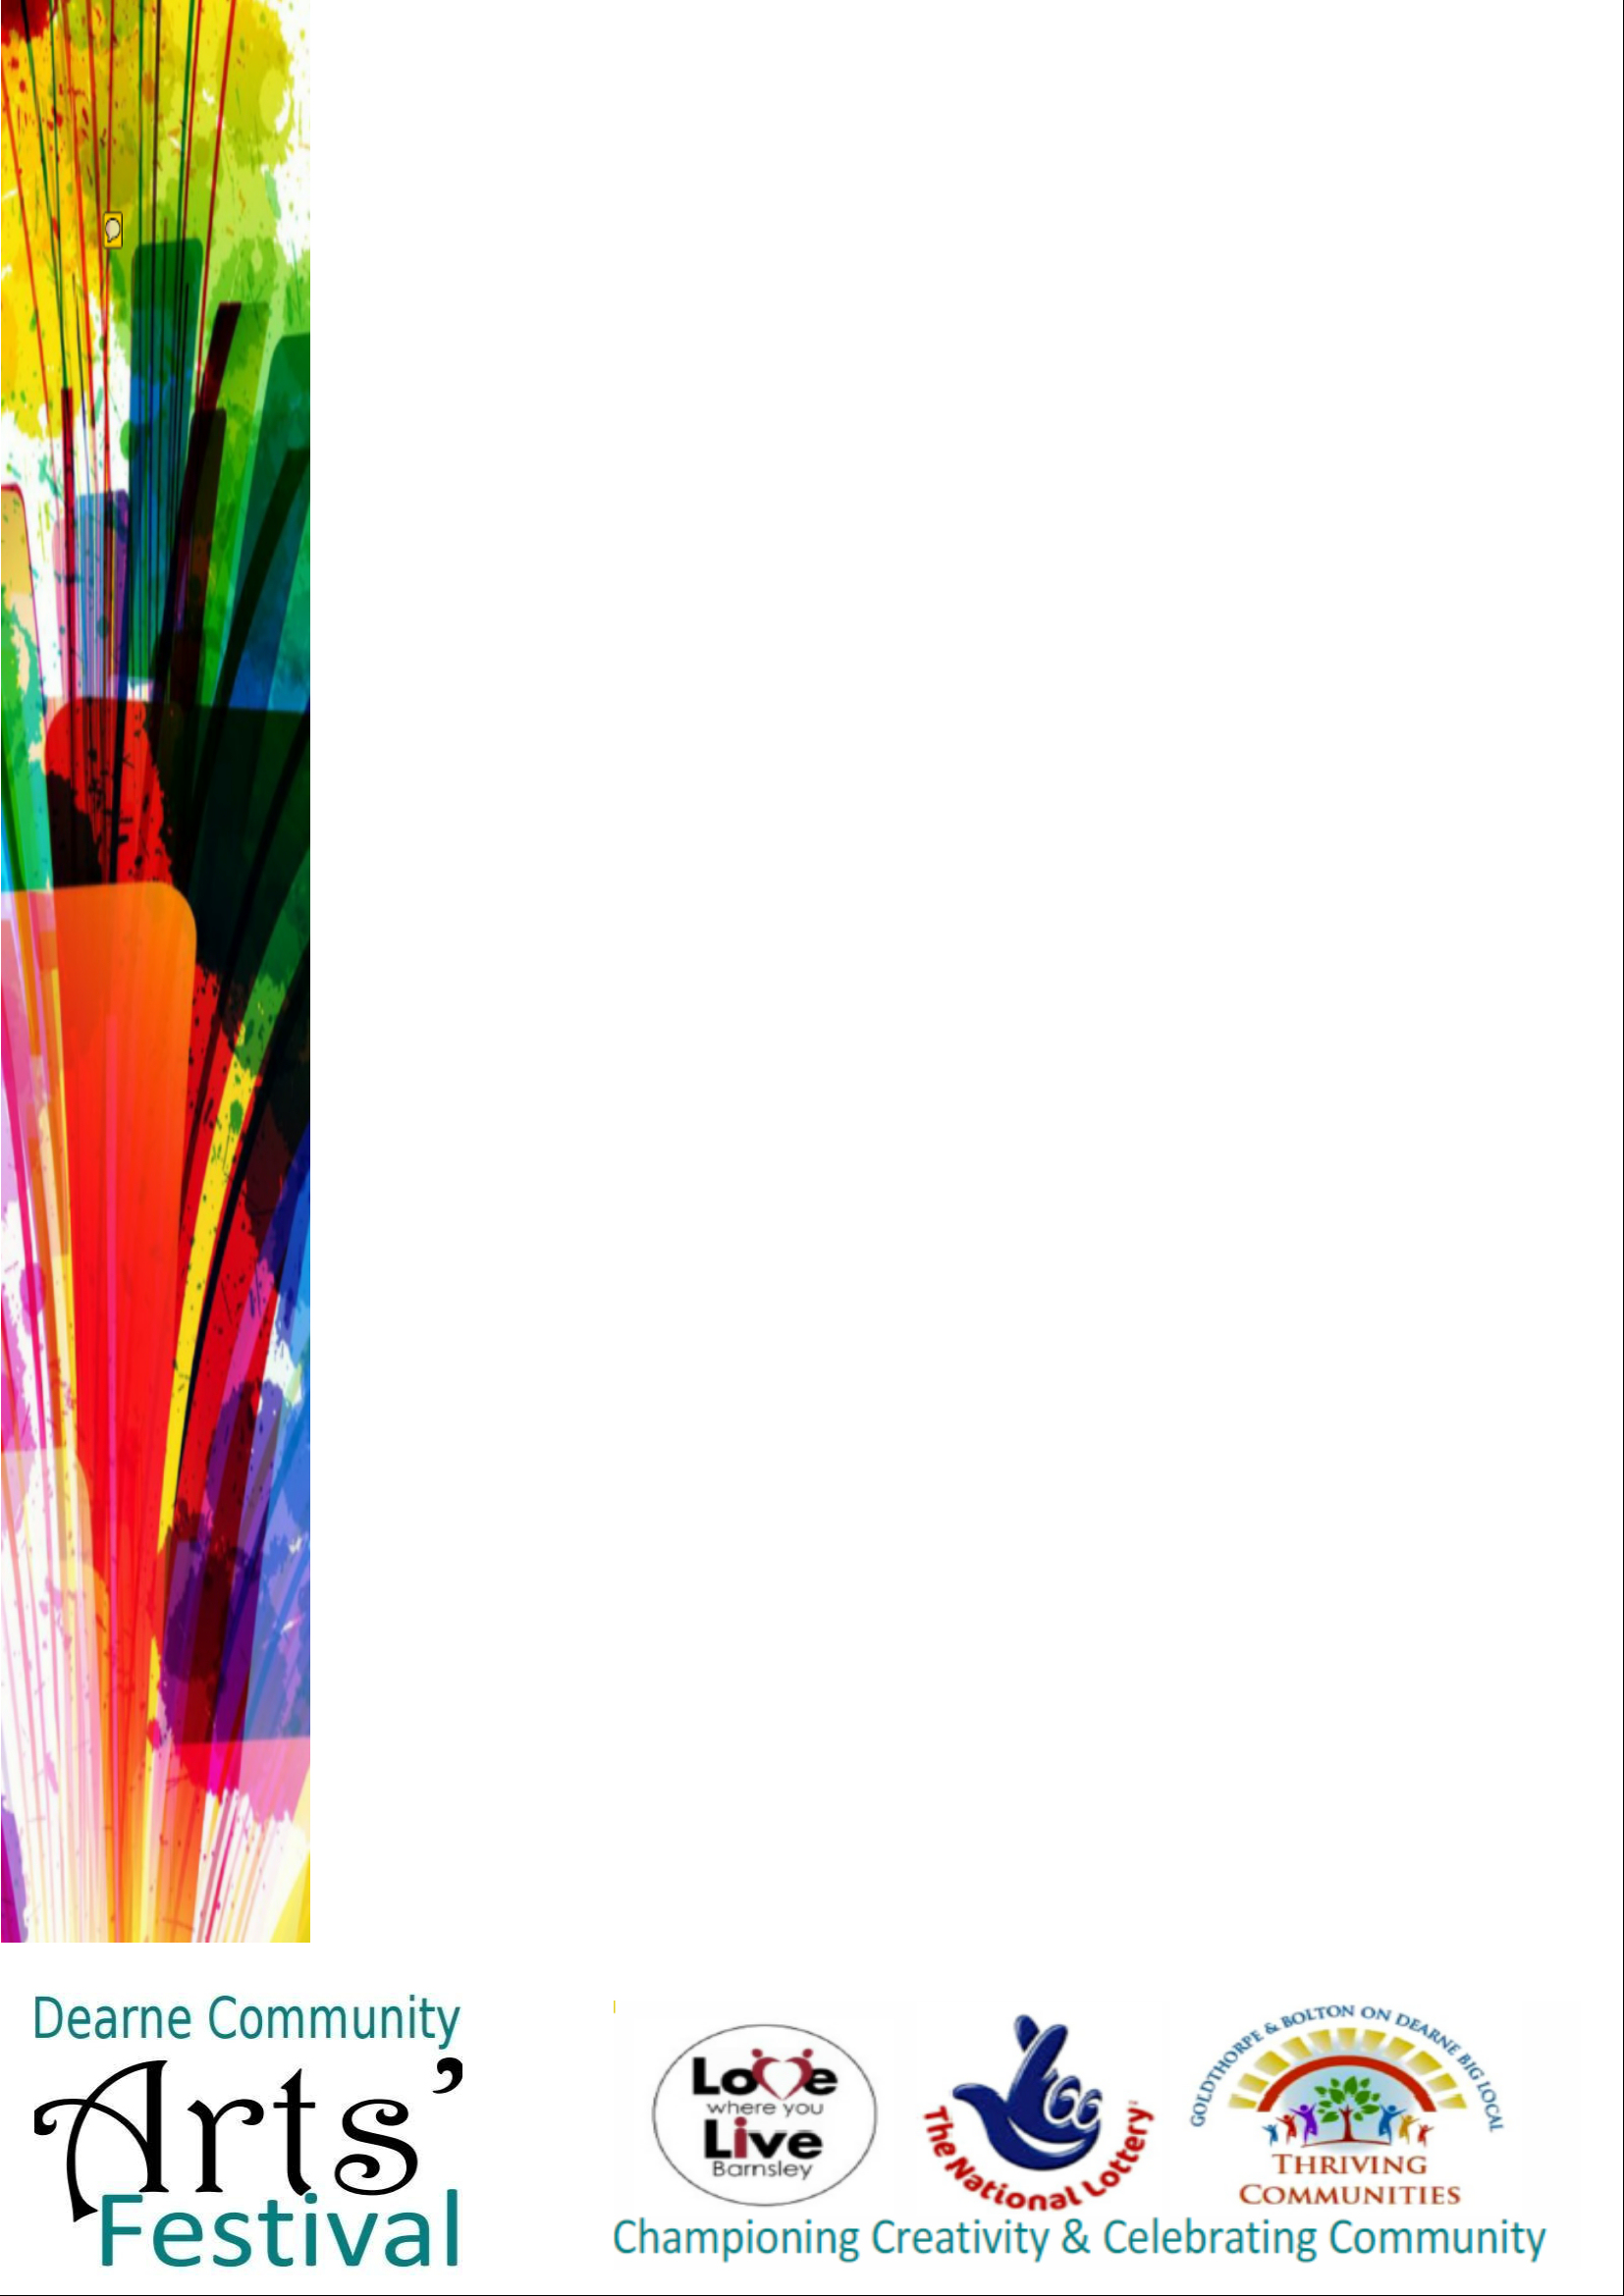 Dearne Community
Arts’
Festival
Love
where you
Live
Barnsley
The National Lottery
GOLDTHORPE & BOLTON ON DEARNE BIG LOCAL
THRIVING
COMMUNITIES
Championing Creativity & Celebrating Community